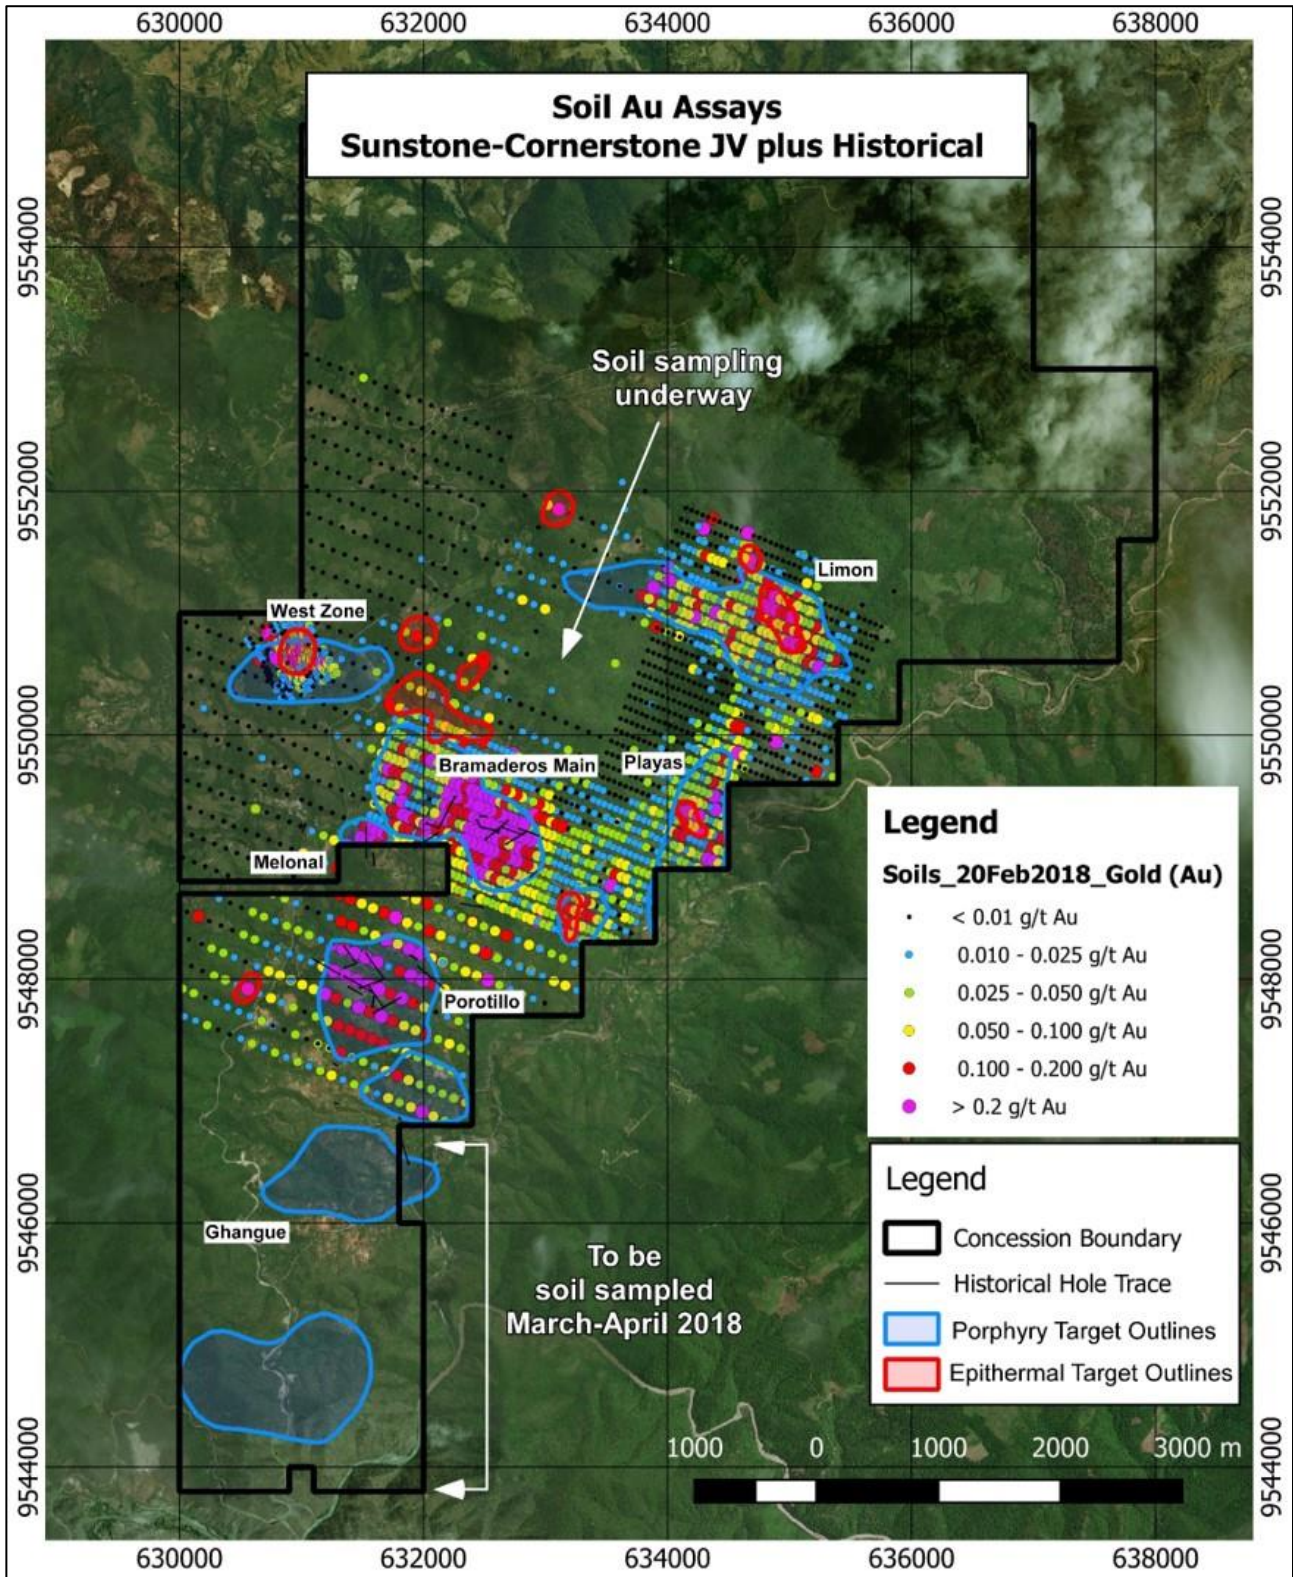 630000 632000 634000 636000 638000
Soil Au Assays
Sunstone-Cornerstone JV plus Historical
9554000 9554000
Soil sampling
underway
9552000 9552000
Limon
West Zone
9550000 9550000
Bramaderos Main Playas
Melonal
Legend
Soils_20Feb2018_Gold (Au)
< 0.01 g/t Au
0.010 - 0.025 g/t Au
0.025 - 0.050 g/t Au
0.050 - 0.100 g/t Au
0.100 - 0.200 g/t Au
> 0.2 g/t Au
9548000 9548000
Porotillo
Legend
Concession Boundary
Historical Hole Trace
Porphyry Target Outlines
Epithermal Target Outlines
9546000 9546000
Ghangue
To be
soil sampled
March-April 2018
1000 0 1000 2000 3000 m
9544000 9544000
630000 632000 634000 636000 638000